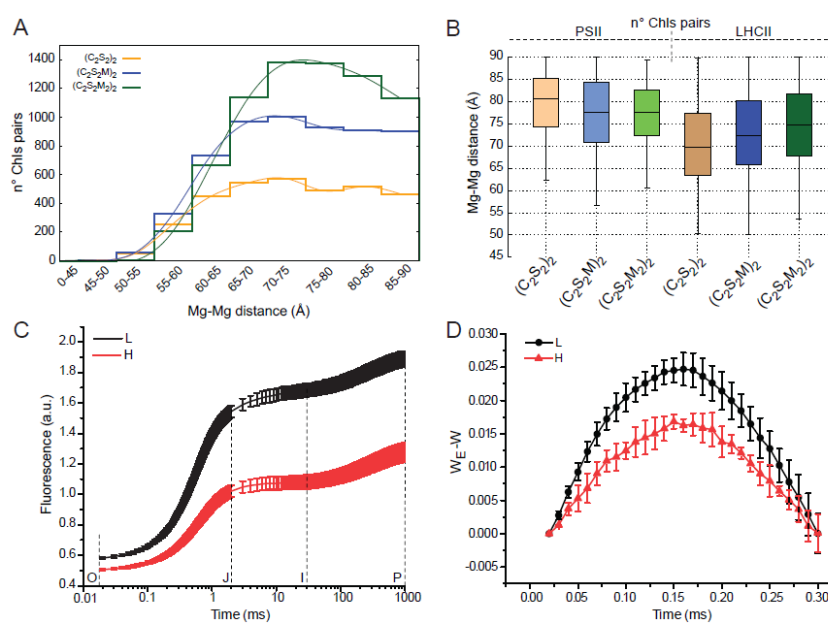 A
(C₂S₂)₂
(C₂S₂M)₂
(C₂S₂M₂)₂
n° Chls pairs
1400
1200
1000
800
600
400
200
0
0-45
45-50
50-55
55-60
60-65
65-70
70-75
75-80
80-85
85-90
Mg-Mg distance (Å)
B
n° Chls pairs
PSII
LHCII
Mg-Mg distance (Å)
90
85
80
75
70
65
60
55
50
45
(C₂S₂)₂
(C₂S₂M)₂
(C₂S₂M₂)₂
(C₂S₂)₂
(C₂S₂M)₂
(C₂S₂M₂)₂
C
L
H
Fluorescence (a.u.)
2.0
1.8
1.6
1.4
1.2
1.0
0.8
0.6
0.4
O
J
I
P
0.01
0.1
1
10
100
1000
Time (ms)
D
L
H
W_E-W
0.030
0.025
0.020
0.015
0.010
0.005
0.000
-0.005
0.00
0.05
0.10
0.15
0.20
0.25
0.30
Time (ms)